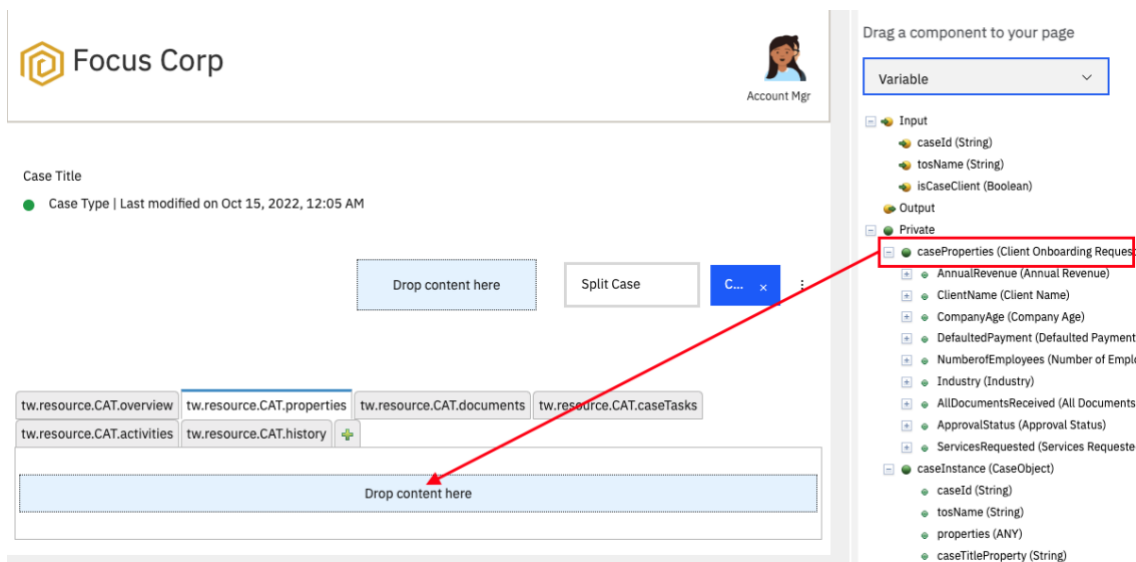 Focus Corp
Account Mgr
Case Title
Case Type | Last modified on Oct 15, 2022, 12:05 AM
Drop content here
Split Case
C... ×
tw.resource.CAT.overview
tw.resource.CAT.properties
tw.resource.CAT.documents
tw.resource.CAT.caseTasks
tw.resource.CAT.activities
tw.resource.CAT.history
Drop content here
Drag a component to your page
Variable
Input
caseId (String)
tosName (String)
isCaseClient (Boolean)
Output
Private
caseProperties (Client Onboarding Reques
AnnualRevenue (Annual Revenue)
ClientName (Client Name)
CompanyAge (Company Age)
DefaultedPayment (Defaulted Payment
NumberofEmployees (Number of Emplo
Industry (Industry)
AllDocumentsReceived (All Documents
ApprovalStatus (Approval Status)
ServicesRequested (Services Requeste
caseInstance (CaseObject)
caseId (String)
tosName (String)
properties (ANY)
caseTitleProperty (String)